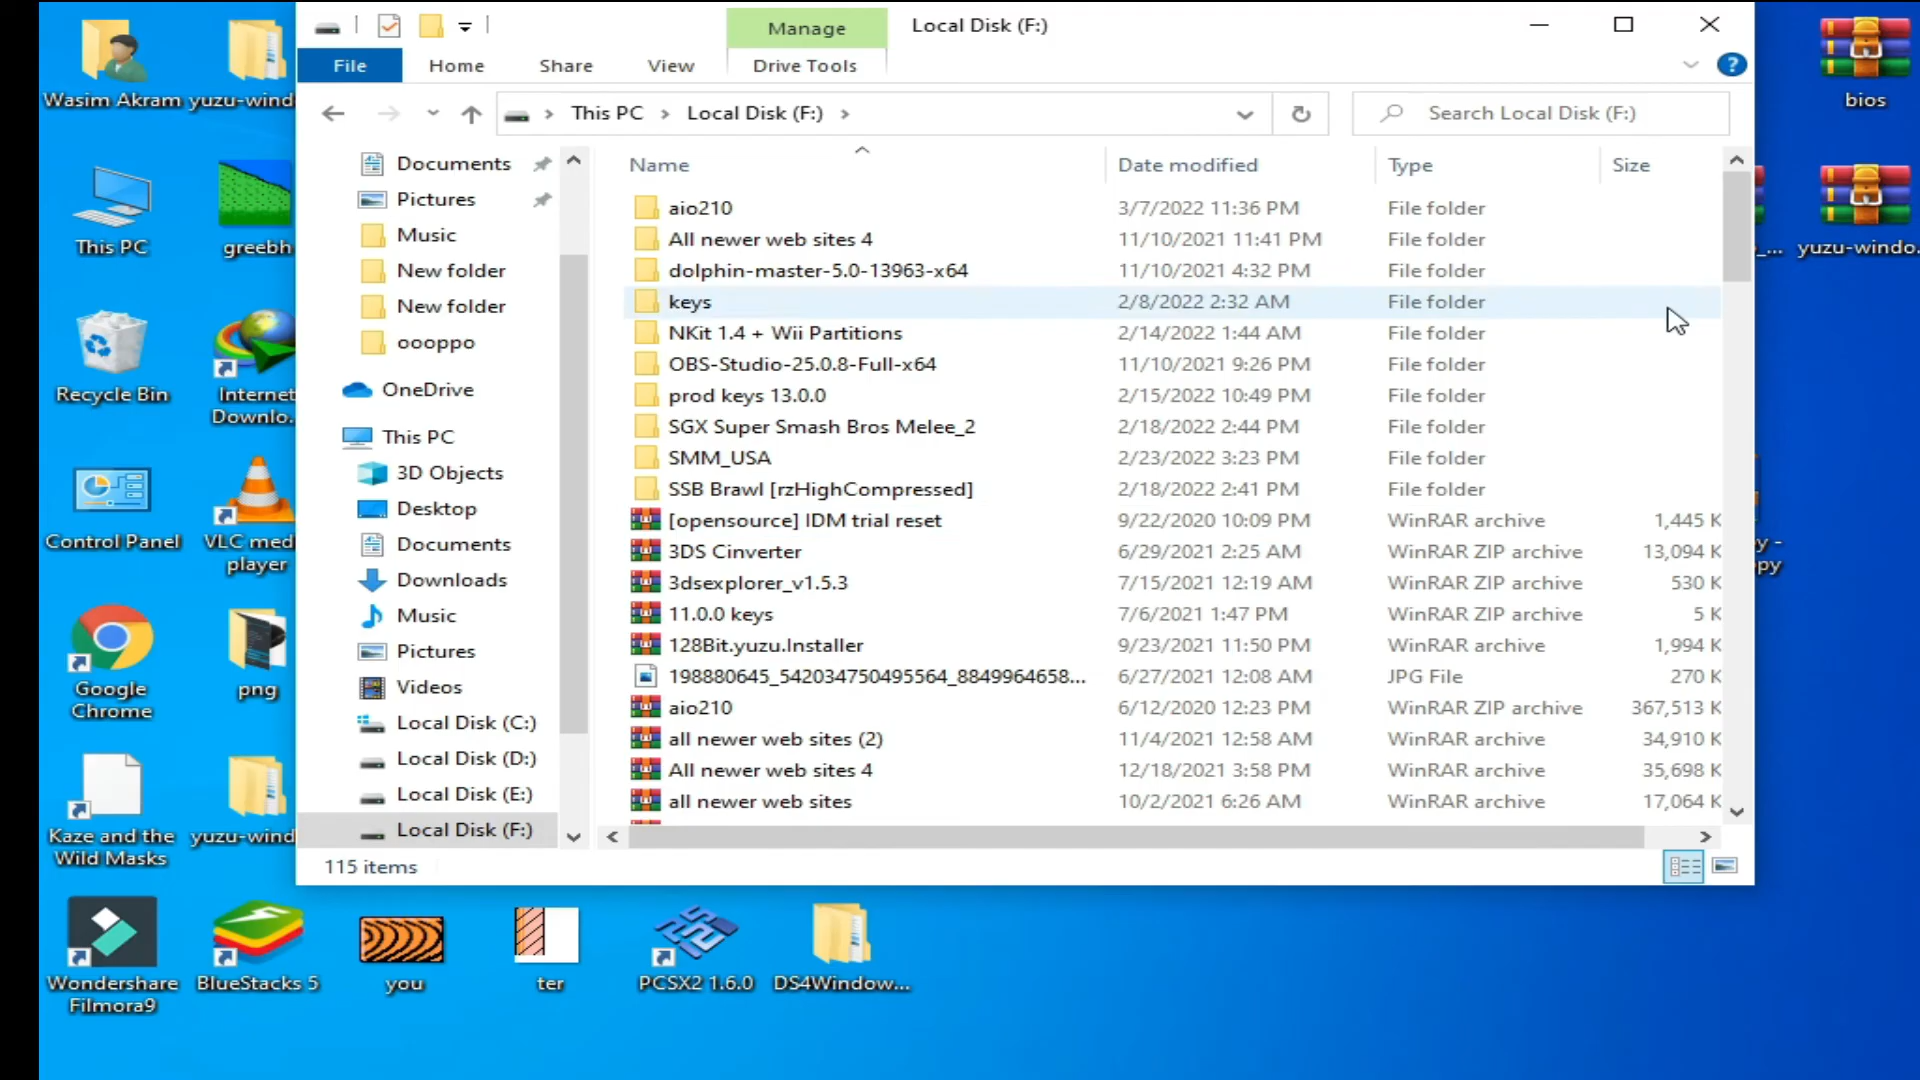 Manage
Local Disk (F:)
File
Home
Share
View
Drive Tools
This PC
Local Disk (F:)
Search Local Disk (F:)
Name
Date modified
Type
Size
Documents
Pictures
Music
New folder
New folder
oooppo
OneDrive
This PC
3D Objects
Desktop
Documents
Downloads
Music
Pictures
Videos
Local Disk (C:)
Local Disk (D:)
Local Disk (E:)
Local Disk (F:)
aio210 3/7/2022 11:36 PM File folder
All newer web sites 4 11/10/2021 11:41 PM File folder
dolphin-master-5.0-13963-x64 11/10/2021 4:32 PM File folder
keys 2/8/2022 2:32 AM File folder
NKit 1.4 + Wii Partitions 2/14/2022 1:44 AM File folder
OBS-Studio-25.0.8-Full-x64 11/10/2021 9:26 PM File folder
prod keys 13.0.0 2/15/2022 10:49 PM File folder
SGX Super Smash Bros Melee_2 2/18/2022 2:44 PM File folder
SMM_USA 2/23/2022 3:23 PM File folder
SSB Brawl [rzHighCompressed] 2/18/2022 2:41 PM File folder
[opensource] IDM trial reset 9/22/2020 10:09 PM WinRAR archive 1,445 K
3DS Cinverter 6/29/2021 2:25 AM WinRAR ZIP archive 13,094 K
3dsexplorer_v1.5.3 7/15/2021 12:19 AM WinRAR ZIP archive 530 K
11.0.0 keys 7/6/2021 1:47 PM WinRAR ZIP archive 5 K
128Bit.yuzu.Installer 9/23/2021 11:50 PM WinRAR archive 1,994 K
198880645_542034750495564_8849964658... 6/27/2021 12:08 AM JPG File 270 K
aio210 6/12/2020 12:23 PM WinRAR ZIP archive 367,513 K
all newer web sites (2) 11/4/2021 12:58 AM WinRAR archive 34,910 K
All newer web sites 4 12/18/2021 3:58 PM WinRAR archive 35,698 K
all newer web sites 10/2/2021 6:26 AM WinRAR archive 17,064 K
115 items
Wasim Akram
yuzu-wind
This PC
greebh
Recycle Bin
Internet
Downlo...
Control Panel
VLC med
player
Google
Chrome
png
Kaze and the
Wild Masks
yuzu-wind
Wondershare
Filmora9
BlueStacks 5
you
ter
PCSX2 1.6.0
DS4Window...
bios
yuzu-windo...